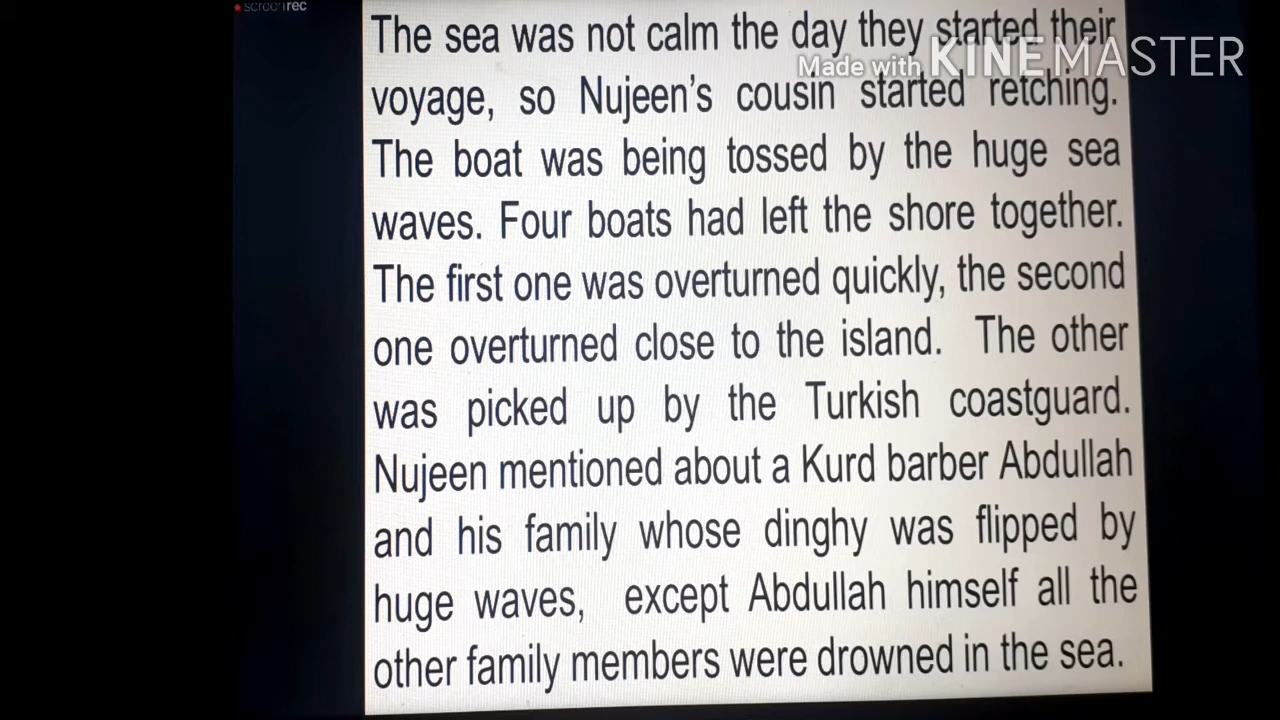 screenrec
The sea was not calm the day they started their
Made with KINEMASTER
voyage, so Nujeen's cousin started retching.
The boat was being tossed by the huge sea
waves. Four boats had left the shore together.
The first one was overturned quickly, the second
one overturned close to the island. The other
was picked up by the Turkish coastguard.
Nujeen mentioned about a Kurd barber Abdullah
and his family whose dinghy was flipped by
huge waves, except Abdullah himself all the
other family members were drowned in the sea.